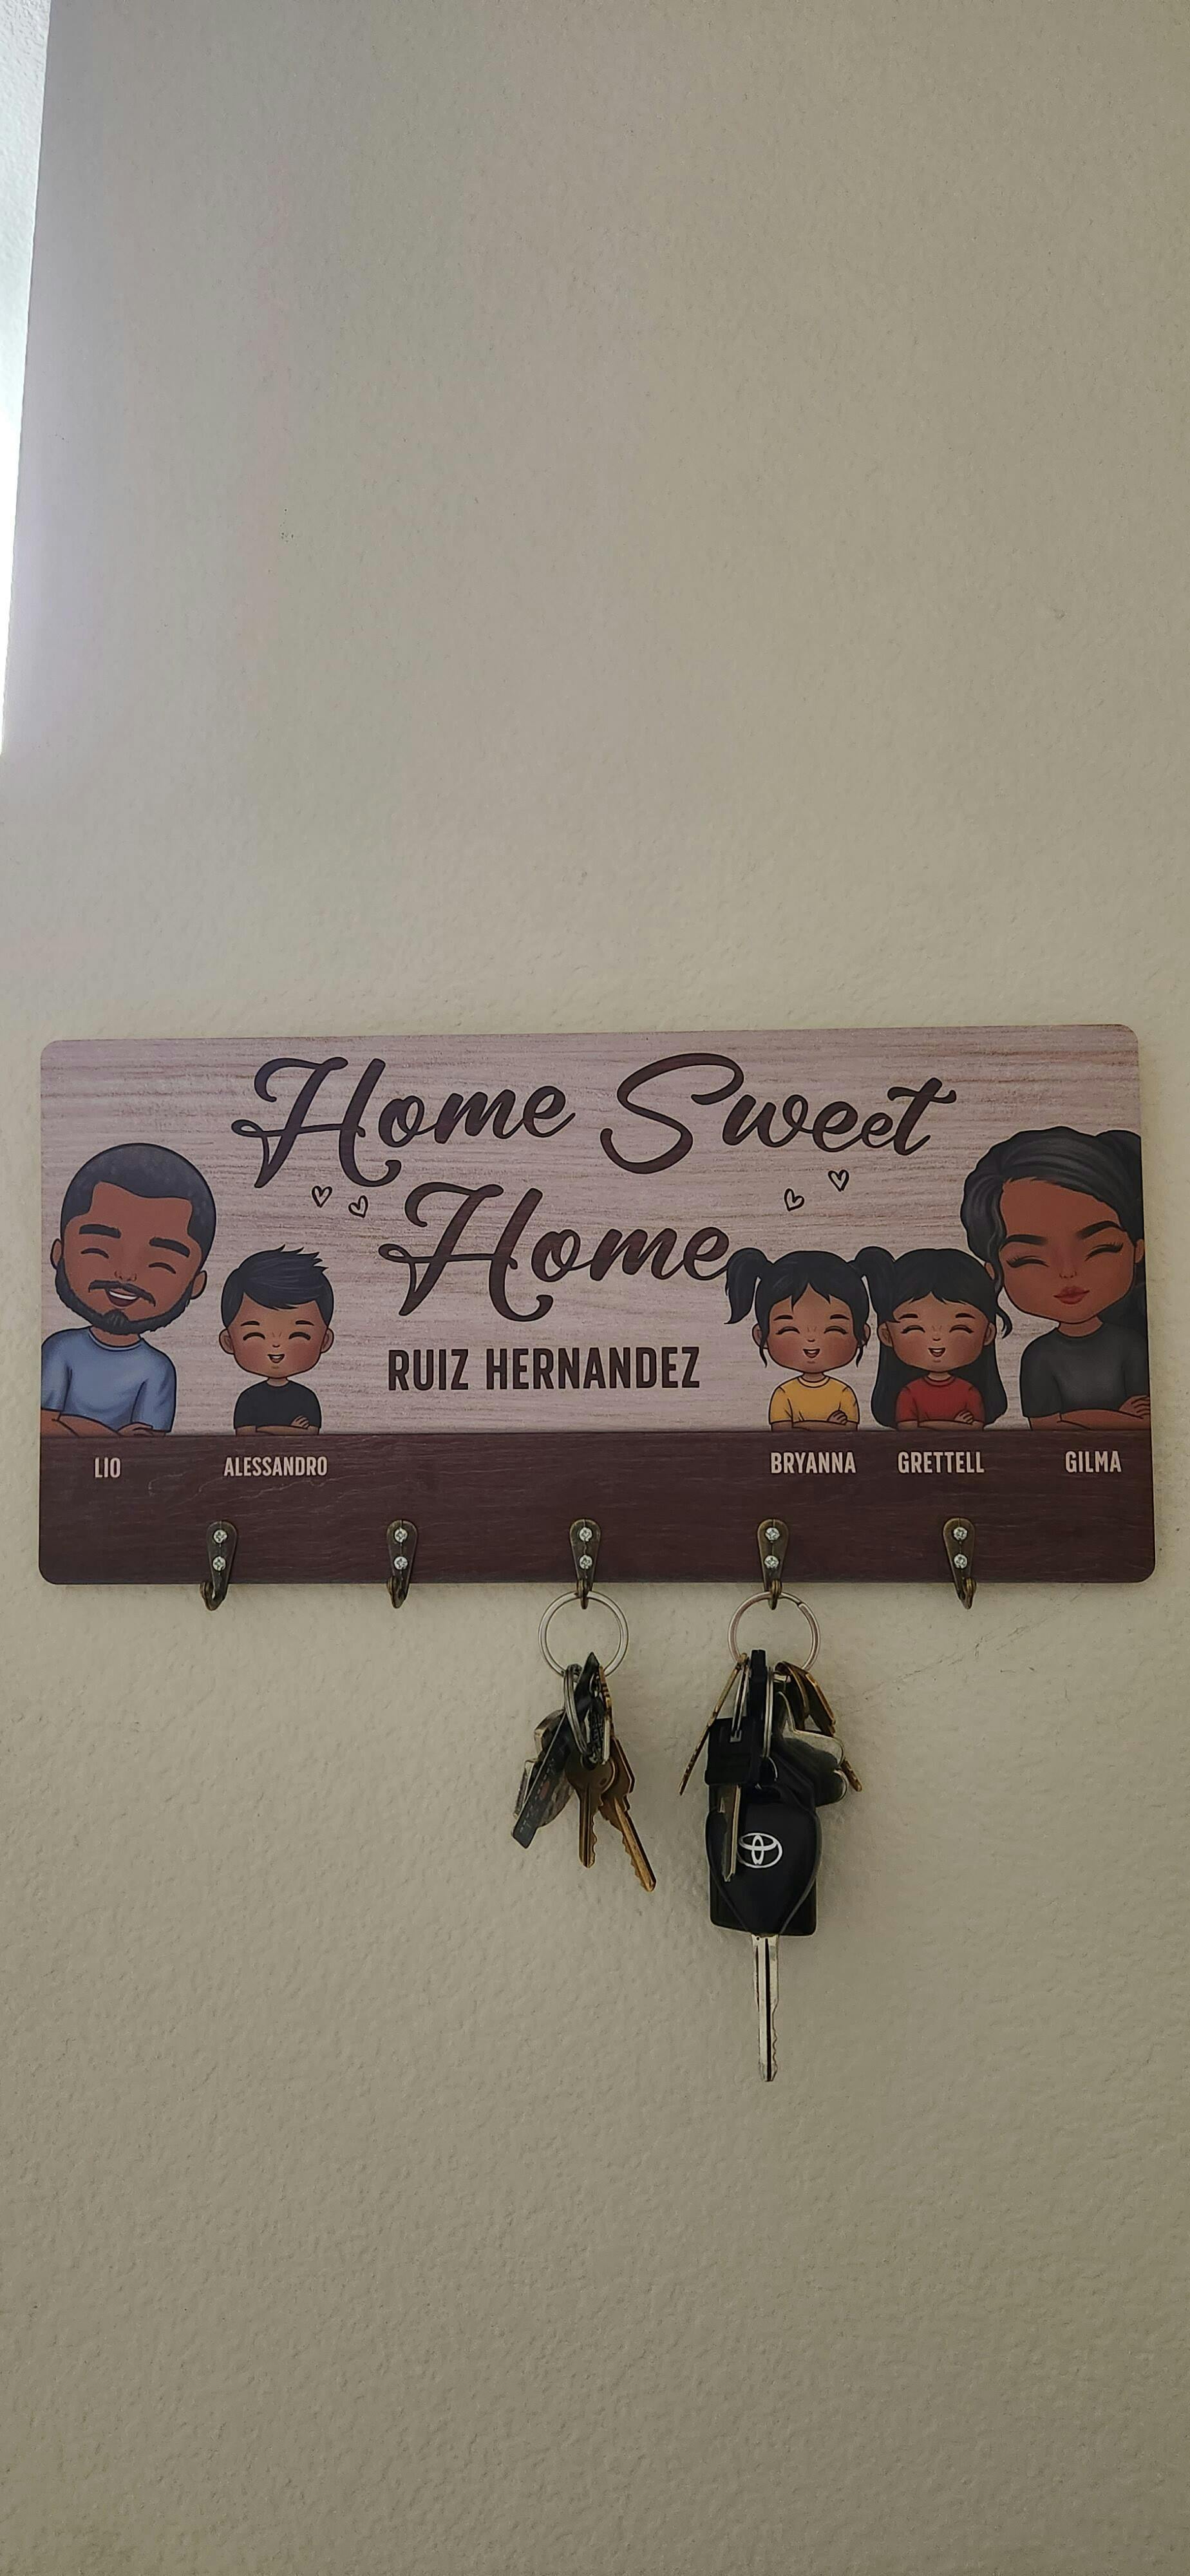 Home Sweet
Home
RUIZ HERNANDEZ
LIO ALESSANDRO BRYANNA GRETTELL GILMA